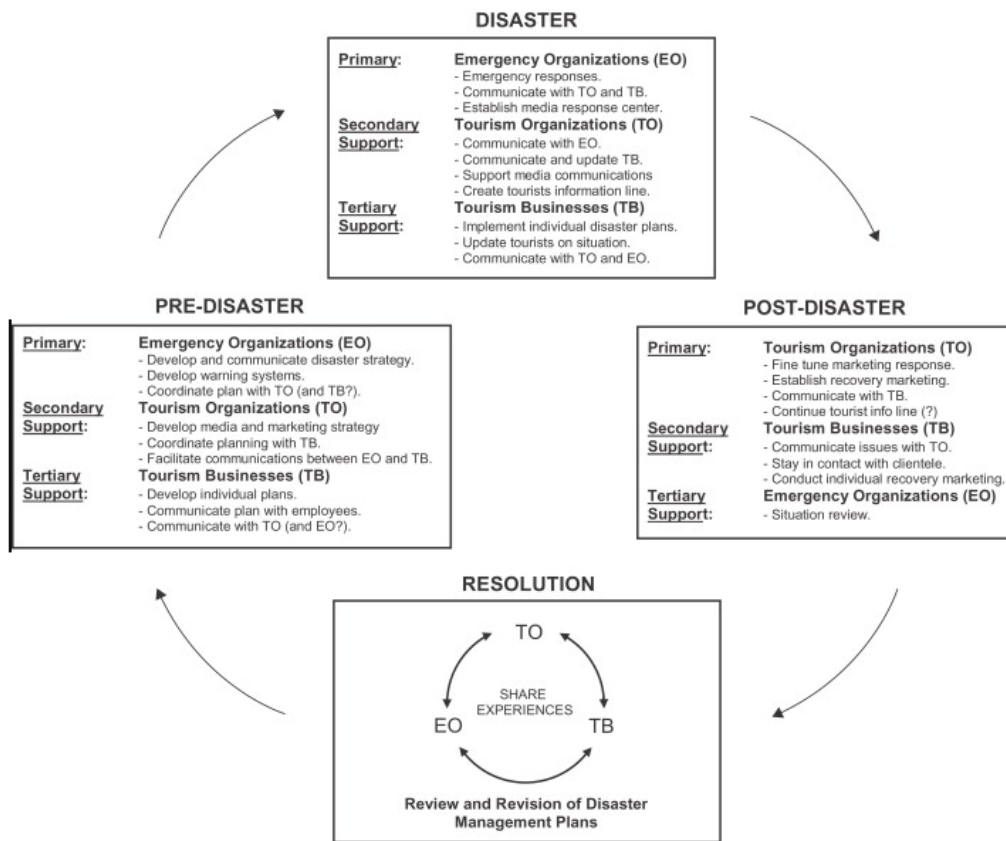 DISASTER
Primary: Emergency Organizations (EO)
- Emergency responses.
- Communicate with TO and TB.
- Establish media response center.
Secondary Tourism Organizations (TO)
Support: - Communicate with EO.
- Communicate and update TB.
- Support media communications
- Create tourists information line.
Tertiary Tourism Businesses (TB)
Support: - Implement individual disaster plans.
- Update tourists on situation.
- Communicate with TO and EO.
PRE-DISASTER
Primary: Emergency Organizations (EO)
- Develop and communicate disaster strategy.
- Develop warning systems.
- Coordinate plan with TO (and TB?).
Secondary Tourism Organizations (TO)
Support: - Develop media and marketing strategy
- Coordinate planning with TB.
- Facilitate communications between EO and TB.
Tertiary Tourism Businesses (TB)
Support: - Develop individual plans.
- Communicate plan with employees.
- Communicate with TO (and EO?).
POST-DISASTER
Primary: Tourism Organizations (TO)
- Fine tune marketing response.
- Establish recovery marketing.
- Communicate with TB.
- Continue tourist info line (?)
Secondary Tourism Businesses (TB)
Support: - Communicate issues with TO.
- Stay in contact with clientele.
- Conduct individual recovery marketing.
Tertiary Emergency Organizations (EO)
Support: - Situation review.
RESOLUTION
TO
SHARE
EXPERIENCES
EO TB
Review and Revision of Disaster
Management Plans